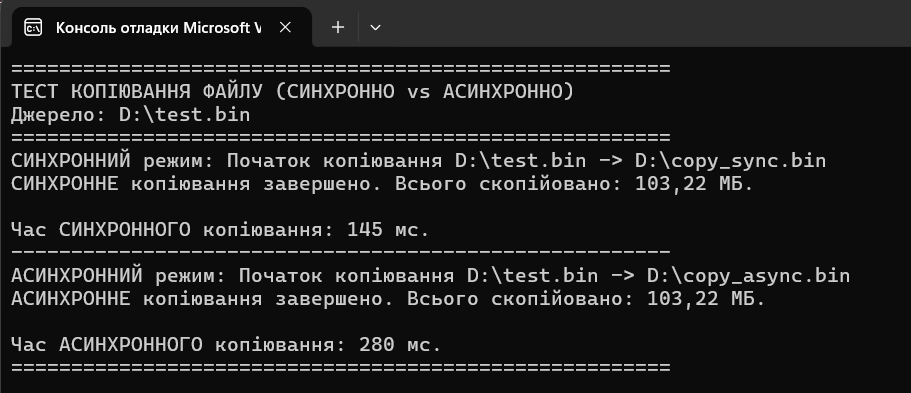 Консоль отладки Microsoft V
=======================================================
ТЕСТ КОПІЮВАННЯ ФАЙЛУ (СИНХРОННО vs АСИНХРОННО)
Джерело: D:\test.bin
=======================================================
СИНХРОННИЙ режим: Початок копіювання D:\test.bin -> D:\copy_sync.bin
СИНХРОННЕ копіювання завершено. Всього скопійовано: 103,22 МБ.
Час СИНХРОННОГО копіювання: 145 мс.
-------------------------------------------------------
АСИНХРОННИЙ режим: Початок копіювання D:\test.bin -> D:\copy_async.bin
АСИНХРОННЕ копіювання завершено. Всього скопійовано: 103,22 МБ.
Час АСИНХРОННОГО копіювання: 280 мс.
=======================================================